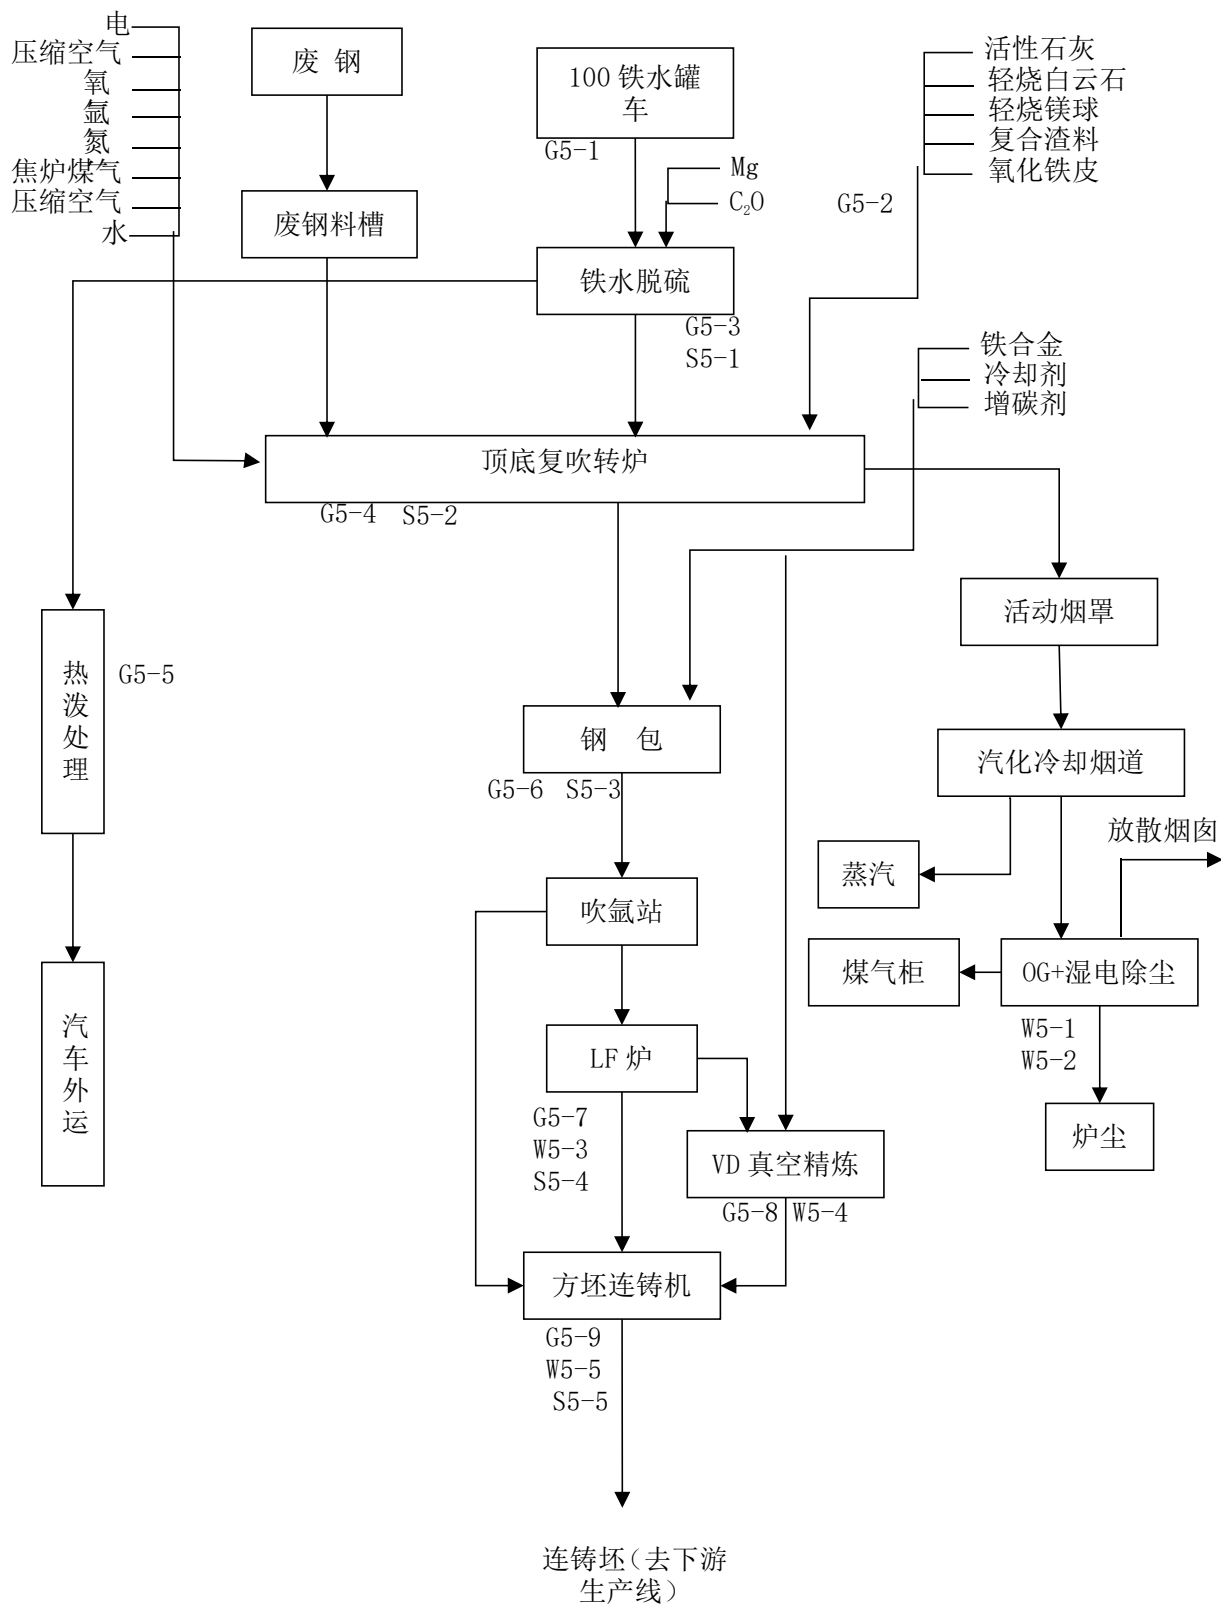 电
压缩空气
氧
氩
氮
焦炉煤气
压缩空气
水
废 钢
100 铁水罐
车
G5-1
Mg
C₂O
活性石灰
轻烧白云石
轻烧镁球
复合渣料
氧化铁皮
G5-2
废钢料槽
铁水脱硫
G5-3
S5-1
铁合金
冷却剂
增碳剂
顶底复吹转炉
G5-4 S5-2
活动烟罩
热
泼
处
理
G5-5
钢 包
G5-6 S5-3
汽化冷却烟道
放散烟囱
蒸汽
吹氩站
煤气柜
OG+湿电除尘
W5-1
W5-2
汽
车
外
运
LF 炉
G5-7
W5-3
S5-4
炉尘
VD 真空精炼
G5-8 W5-4
方坯连铸机
G5-9
W5-5
S5-5
连铸坯(去下游
生产线)